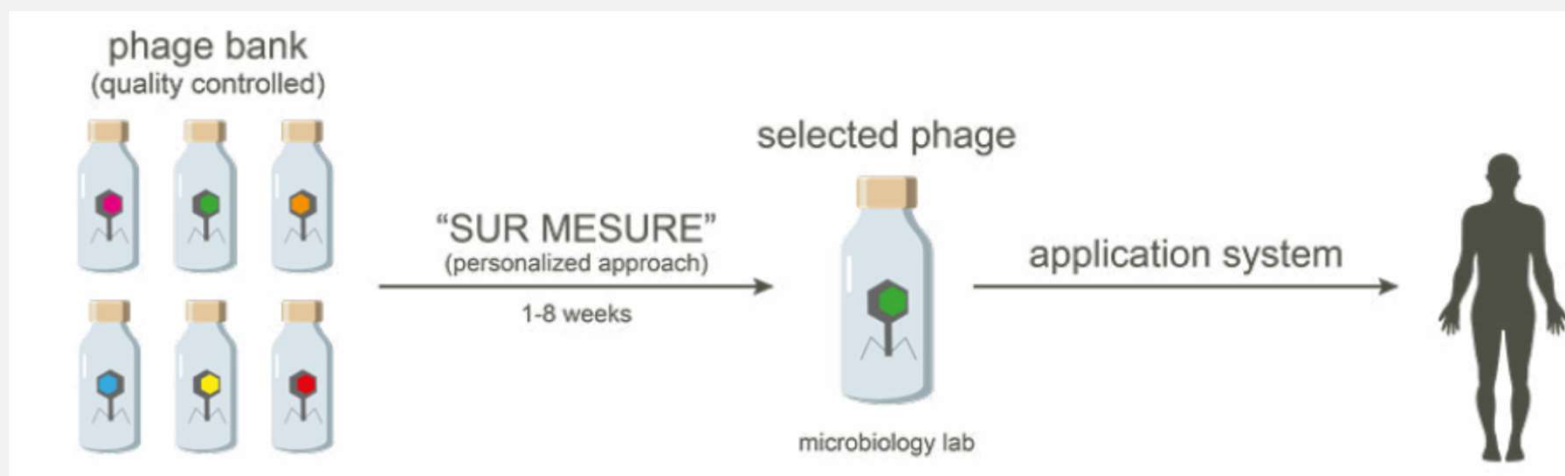 phage bank
(quality controlled)
“SUR MESURE”
(personalized approach)
1-8 weeks
selected phage
microbiology lab
application system